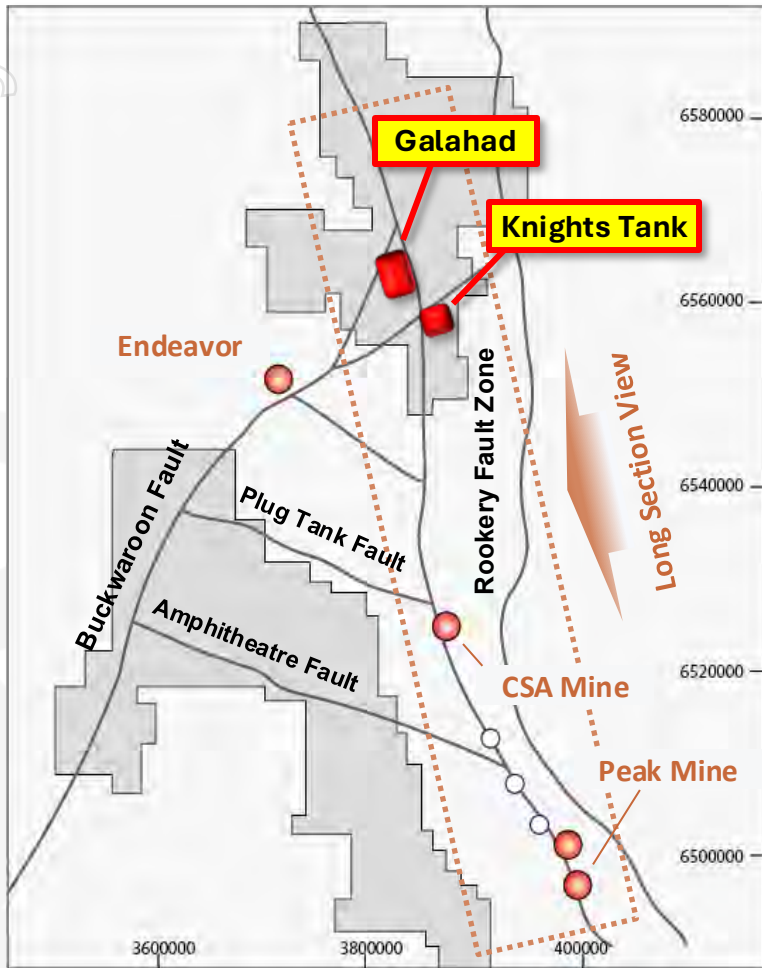 6580000
Galahad
Knights Tank
6560000
Endeavor
Rookery Fault Zone
Long Section View
6540000
Buckwaroon Fault
Plug Tank Fault
Amphitheatre Fault
6520000
CSA Mine
Peak Mine
6500000
3600000
3800000
400000